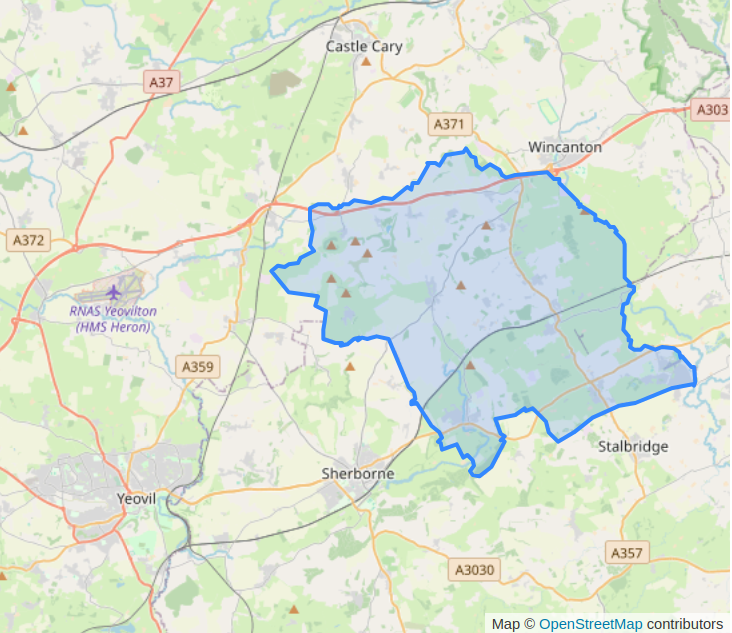 Castle Cary
A37
A303
A371
Wincanton
A372
RNAS Yeovilton
(HMS Heron)
A359
Stalbridge
Sherborne
Yeovil
A357
A3030
Map © OpenStreetMap contributors